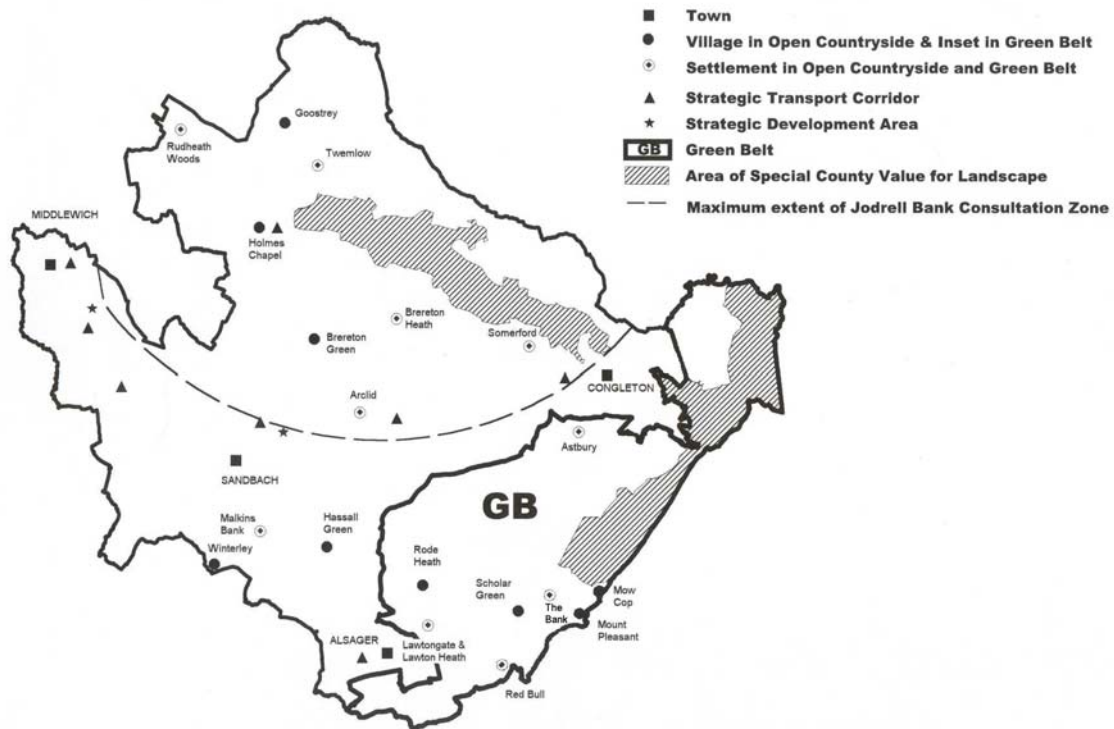 Town
Village in Open Countryside & Inset in Green Belt
Settlement in Open Countryside and Green Belt
Strategic Transport Corridor
Strategic Development Area
GB Green Belt
Area of Special County Value for Landscape
Maximum extent of Jodrell Bank Consultation Zone
Goostrey
Rudheath
Woods
Twemlow
MIDDLEWICH
Holmes
Chapel
Brereton
Heath
Somerford
Brereton
Green
CONGLETON
Arclid
Astbury
SANDBACH
GB
Malkins
Bank
Hassall
Green
Winterley
Rode
Heath
Scholar
Green
Mow
Cop
The
Bank
Mount
Pleasant
ALSAGER
Lawtongate &
Lawton Heath
Red Bull